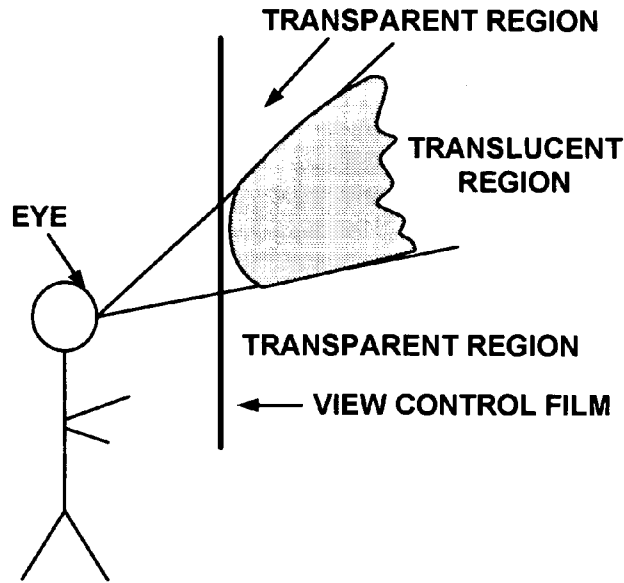 TRANSPARENT REGION
TRANSLUCENT
REGION
EYE
TRANSPARENT REGION
VIEW CONTROL FILM